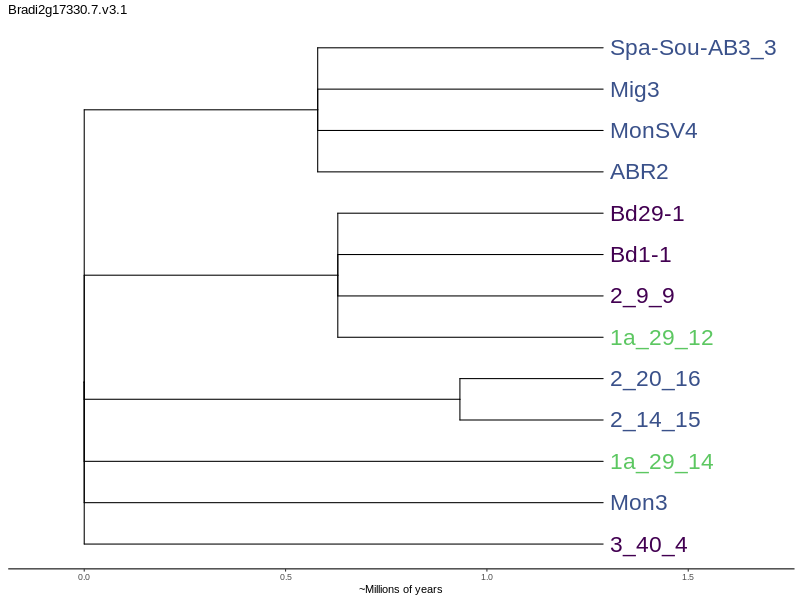 Bradi2g17330.7.v3.1
Spa-Sou-AB3_3
Mig3
MonSV4
ABR2
Bd29-1
Bd1-1
2_9_9
1a_29_12
2_20_16
2_14_15
1a_29_14
Mon3
3_40_4
0.0 0.5 1.0 1.5
~Millions of years